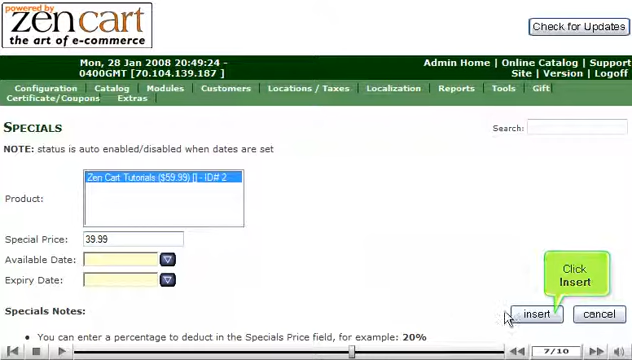 powered by
zen cart
the art of e-commerce
Check for Updates
Mon, 28 Jan 2008 20:49:24 -
0400GMT [70.104.139.187 ]
Admin Home | Online Catalog | Support
Site | Version | Logoff
Configuration Catalog Modules Customers Locations / Taxes Localization Reports Tools Gift
Certificate/Coupons Extras
SPECIALS
Search:
NOTE: status is auto enabled/disabled when dates are set
Product:
Zen Cart Tutorials ($59.99) [] - ID# 2
Special Price: 39.99
Available Date:
Expiry Date:
Click
Insert
Specials Notes:
insert cancel
• You can enter a percentage to deduct in the Specials Price field, for example: 20%
7/10